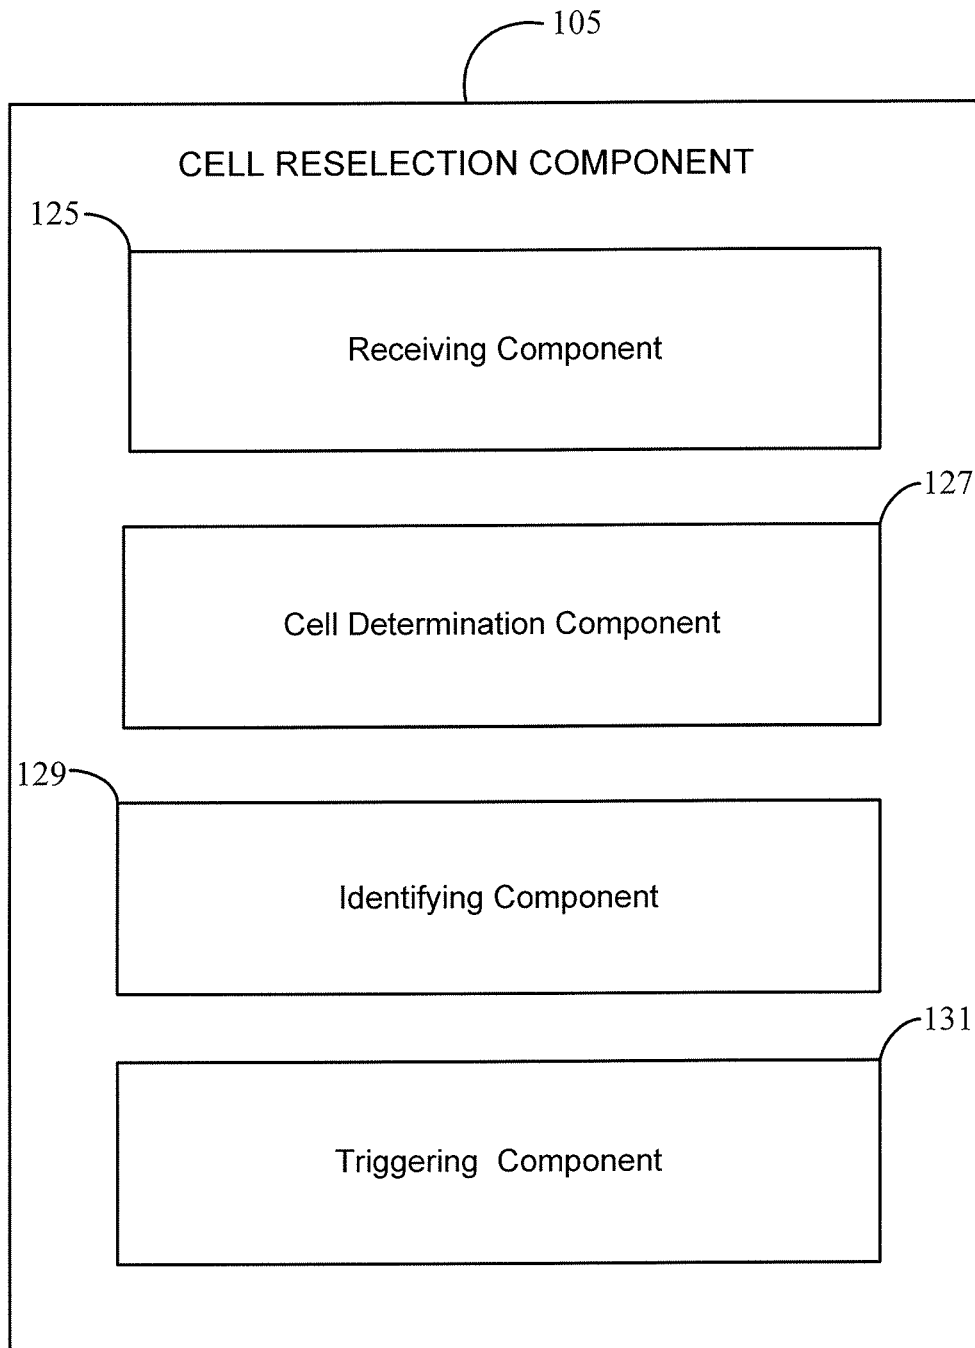 105
CELL RESELECTION COMPONENT
125
Receiving Component
127
Cell Determination Component
129
Identifying Component
131
Triggering Component